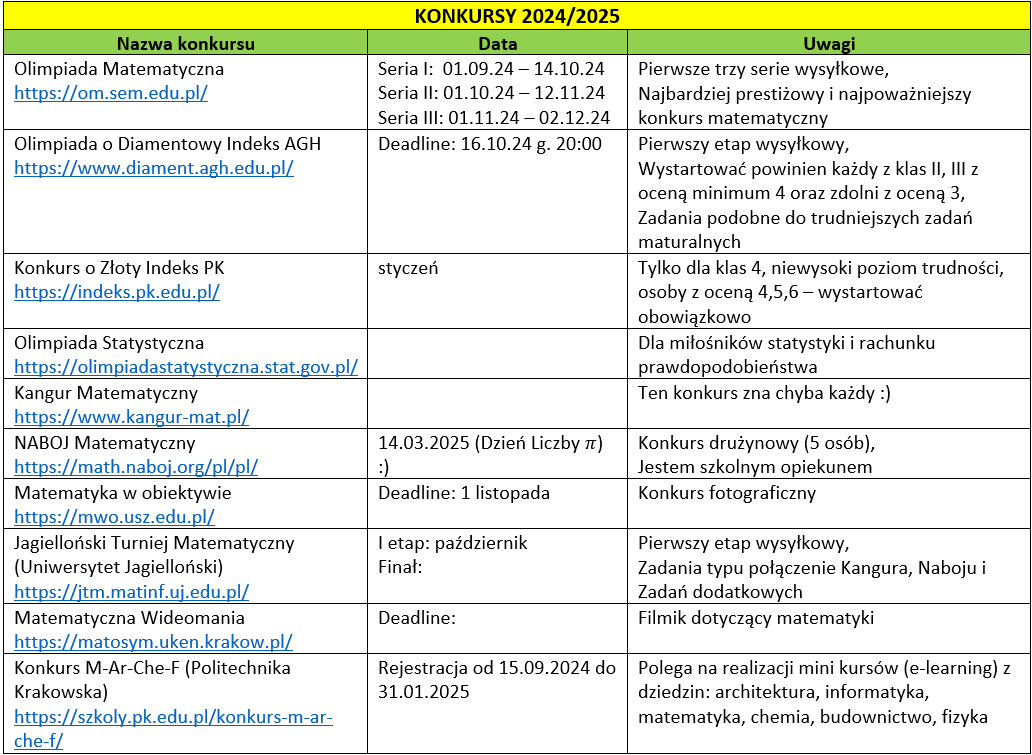 KONKURSY 2024/2025
Nazwa konkursu
Data
Uwagi
Olimpiada Matematyczna
https://om.sem.edu.pl/
Seria I:  01.09.24 – 14.10.24
Seria II: 01.10.24 – 12.11.24
Seria III: 01.11.24 – 02.12.24
Pierwsze trzy serie wysyłkowe,
Najbardziej prestiżowy i najpoważniejszy
konkurs matematyczny
Olimpiada o Diamentowy Indeks AGH
https://www.diament.agh.edu.pl/
Deadline: 16.10.24 g. 20:00
Pierwszy etap wysyłkowy,
Wystartować powinien każdy z klas II, III z
oceną minimum 4 oraz zdolni z oceną 3,
Zadania podobne do trudniejszych zadań
maturalnych
Konkurs o Złoty Indeks PK
https://indeks.pk.edu.pl/
styczeń
Tylko dla klas 4, niewysoki poziom trudności,
osoby z oceną 4,5,6 – wystartować
obowiązkowo
Olimpiada Statystyczna
https://olimpiadastatystyczna.stat.gov.pl/
Dla miłośników statystyki i rachunku
prawdopodobieństwa
Kangur Matematyczny
https://www.kangur-mat.pl/
Ten konkurs zna chyba każdy :)
NABOJ Matematyczny
https://math.naboj.org/pl/pl/
14.03.2025 (Dzień Liczby π)
:)
Konkurs drużynowy (5 osób),
Jestem szkolnym opiekunem
Matematyka w obiektywie
https://mwo.usz.edu.pl/
Deadline: 1 listopada
Konkurs fotograficzny
Jagielloński Turniej Matematyczny
(Uniwersytet Jagielloński)
https://jtm.matinf.uj.edu.pl/
I etap: październik
Finał:
Pierwszy etap wysyłkowy,
Zadania typu połączenie Kangura, Naboju i
Zadań dodatkowych
Matematyczna Wideomania
https://matosym.uken.krakow.pl/
Deadline:
Filmik dotyczący matematyki
Konkurs M-Ar-Che-F (Politechnika
Krakowska)
https://szkoly.pk.edu.pl/konkurs-m-ar-
che-f/
Rejestracja od 15.09.2024 do
31.01.2025
Polega na realizacji mini kursów (e-learning) z
dziedzin: architektura, informatyka,
matematyka, chemia, budownictwo, fizyka